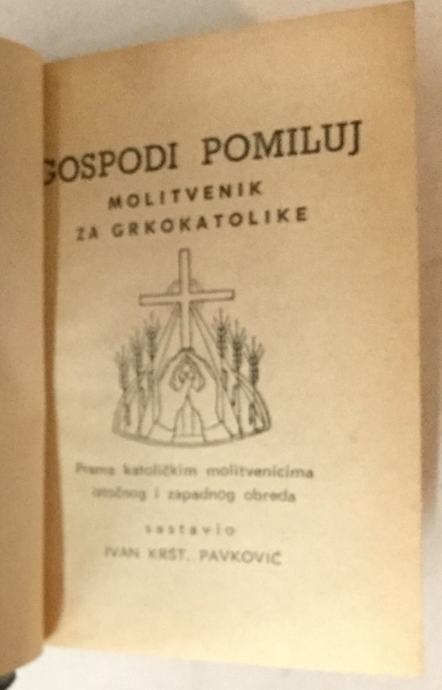 GOSPODI POMILUJ
MOLITVENIK
ZA GRKOKATOLIKE
Prema katoličkim molitvenicima
istočnog i zapadnog obreda
sastavio
IVAN KRST. PAVKOVIĆ